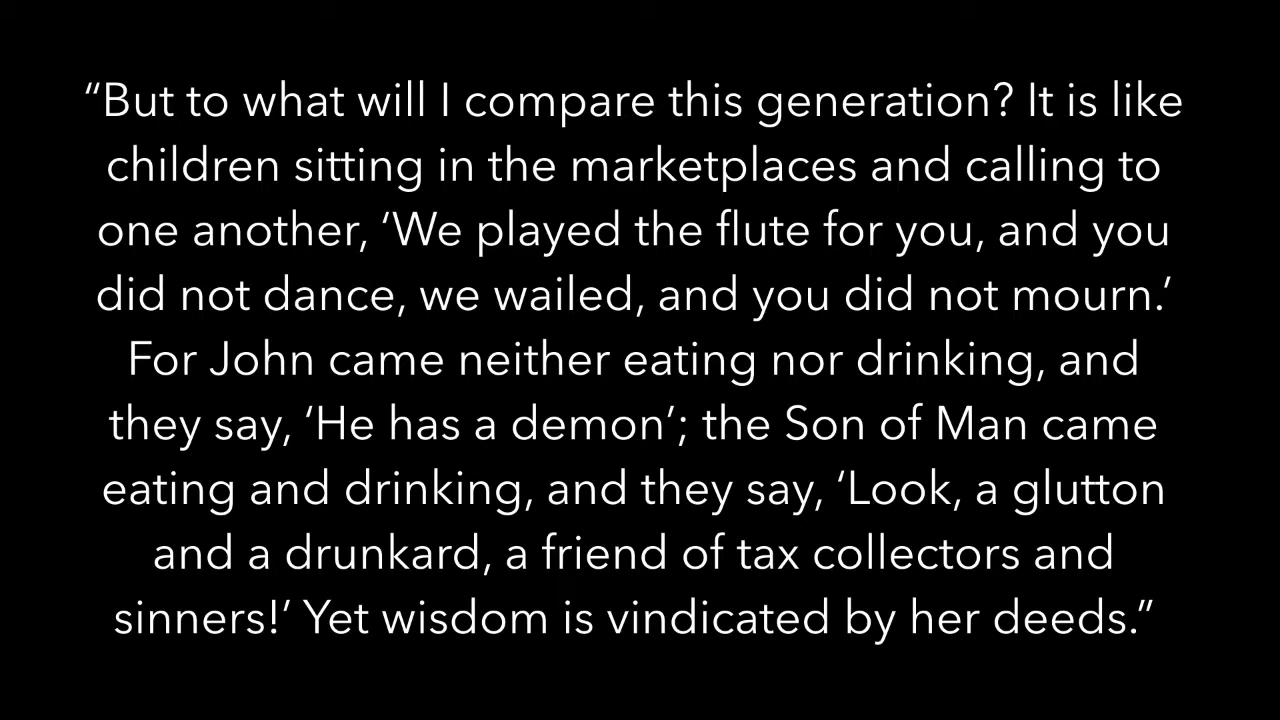 “But to what will I compare this generation? It is like
children sitting in the marketplaces and calling to
one another, ‘We played the flute for you, and you
did not dance, we wailed, and you did not mourn.’
For John came neither eating nor drinking, and
they say, ‘He has a demon’; the Son of Man came
eating and drinking, and they say, ‘Look, a glutton
and a drunkard, a friend of tax collectors and
sinners!’ Yet wisdom is vindicated by her deeds.”